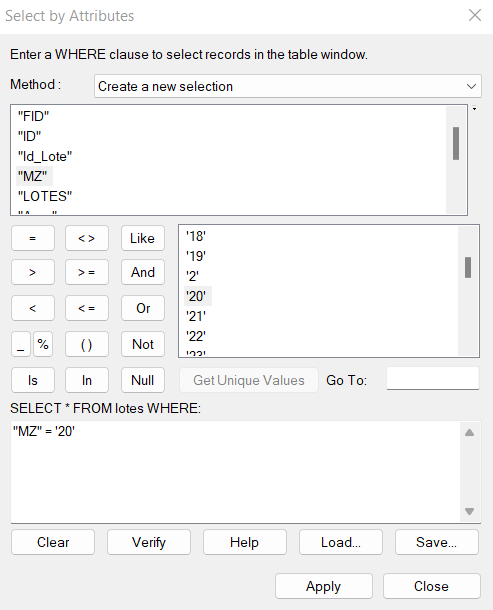 Select by Attributes
Enter a WHERE clause to select records in the table window.
Method : Create a new selection
"FID"
"ID"
"Id_Lote"
"MZ"
"LOTES"
= < > Like
> > = And
< < = Or
_ % ( ) Not
Is In Null
'18'
'19'
'2'
'20'
'21'
'22'
'23'
Get Unique Values Go To:
SELECT * FROM lotes WHERE:
"MZ" = '20'
Clear Verify Help Load... Save...
Apply Close